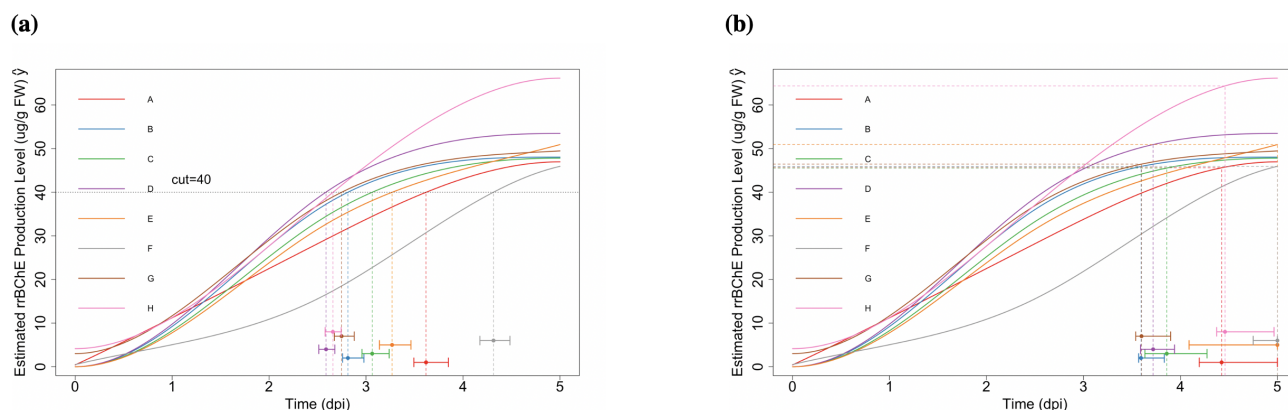 (a)
Estimated rrBChE Production Level (ug/g FW) ŷ
60
50
40
30
20
10
0
A
B
C
D
E
F
G
H
cut=40
0 1 2 3 4 5
Time (dpi)
(b)
Estimated rrBChE Production Level (ug/g FW) ŷ
60
50
40
30
20
10
0
A
B
C
D
E
F
G
H
0 1 2 3 4 5
Time (dpi)